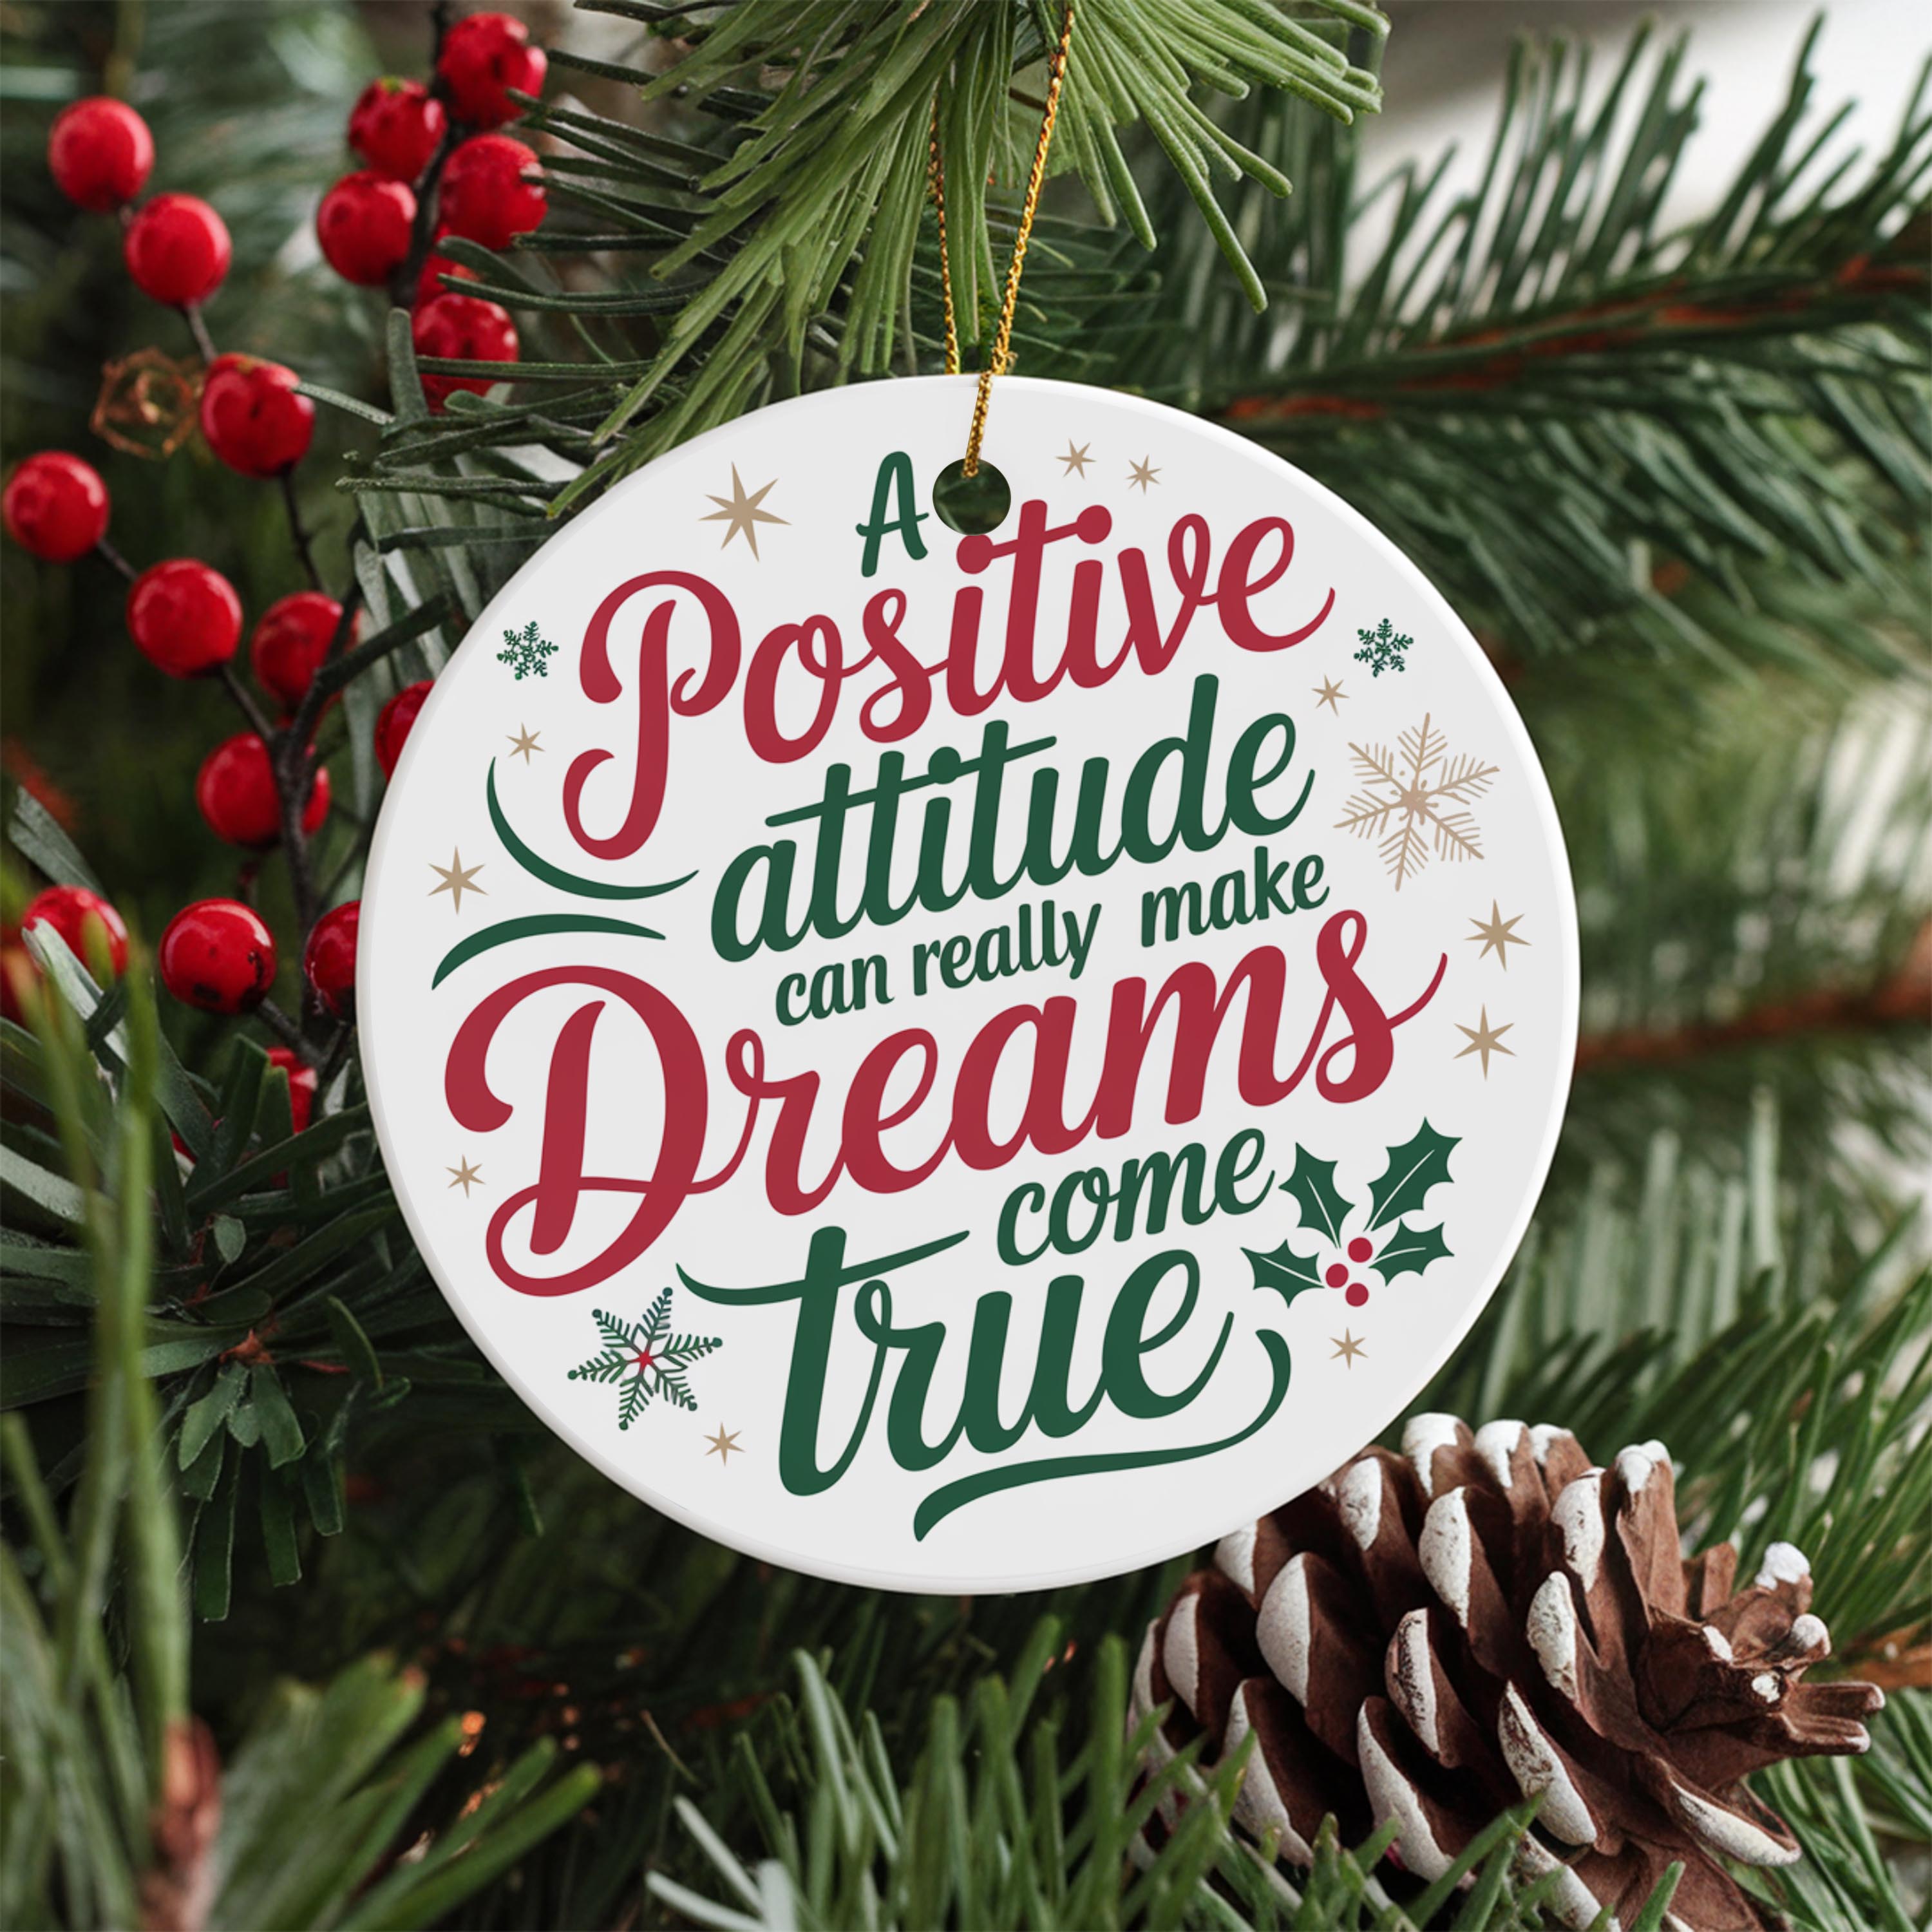 A
Positive
attitude
can really make
Dreams
come
true